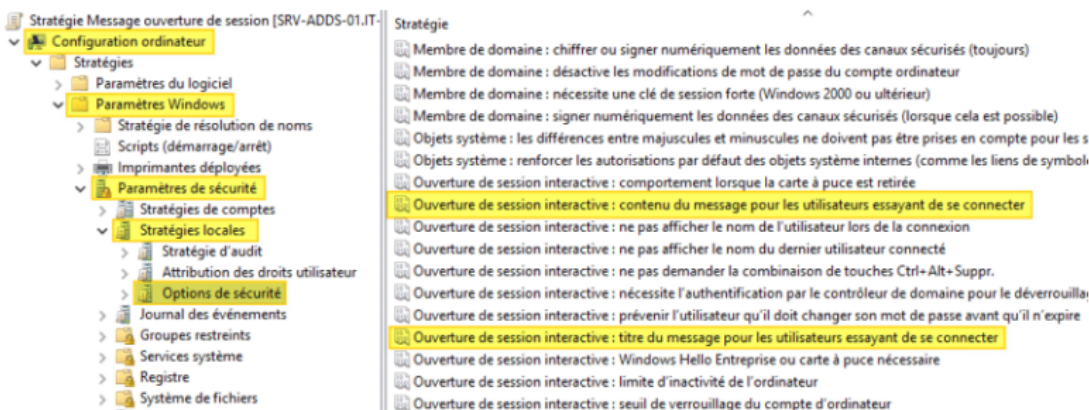 Stratégie Message ouverture de session [SRV-ADDS-01.IT-
Configuration ordinateur
Stratégies
Paramètres du logiciel
Paramètres Windows
Stratégie de résolution de noms
Scripts (démarrage/arrêt)
Imprimantes déployées
Paramètres de sécurité
Stratégies de comptes
Stratégies locales
Stratégie d'audit
Attribution des droits utilisateur
Options de sécurité
Journal des événements
Groupes restreints
Services système
Registre
Système de fichiers
Stratégie
Membre de domaine : chiffrer ou signer numériquement les données des canaux sécurisés (toujours)
Membre de domaine : désactive les modifications de mot de passe du compte ordinateur
Membre de domaine : nécessite une clé de session forte (Windows 2000 ou ultérieur)
Membre de domaine : signer numériquement les données des canaux sécurisés (lorsque cela est possible)
Objets système : les différences entre majuscules et minuscules ne doivent pas être prises en compte pour les s
Objets système : renforcer les autorisations par défaut des objets système internes (comme les liens de symbol
Ouverture de session interactive : comportement lorsque la carte à puce est retirée
Ouverture de session interactive : contenu du message pour les utilisateurs essayant de se connecter
Ouverture de session interactive : ne pas afficher le nom de l'utilisateur lors de la connexion
Ouverture de session interactive : ne pas afficher le nom du dernier utilisateur connecté
Ouverture de session interactive : ne pas demander la combinaison de touches Ctrl+Alt+Suppr.
Ouverture de session interactive : nécessite l'authentification par le contrôleur de domaine pour le déverrouilla
Ouverture de session interactive : prévenir l'utilisateur qu'il doit changer son mot de passe avant qu'il n'expire
Ouverture de session interactive : titre du message pour les utilisateurs essayant de se connecter
Ouverture de session interactive : Windows Hello Entreprise ou carte à puce nécessaire
Ouverture de session interactive : limite d'inactivité de l'ordinateur
Ouverture de session interactive : seuil de verrouillage du compte d'ordinateur